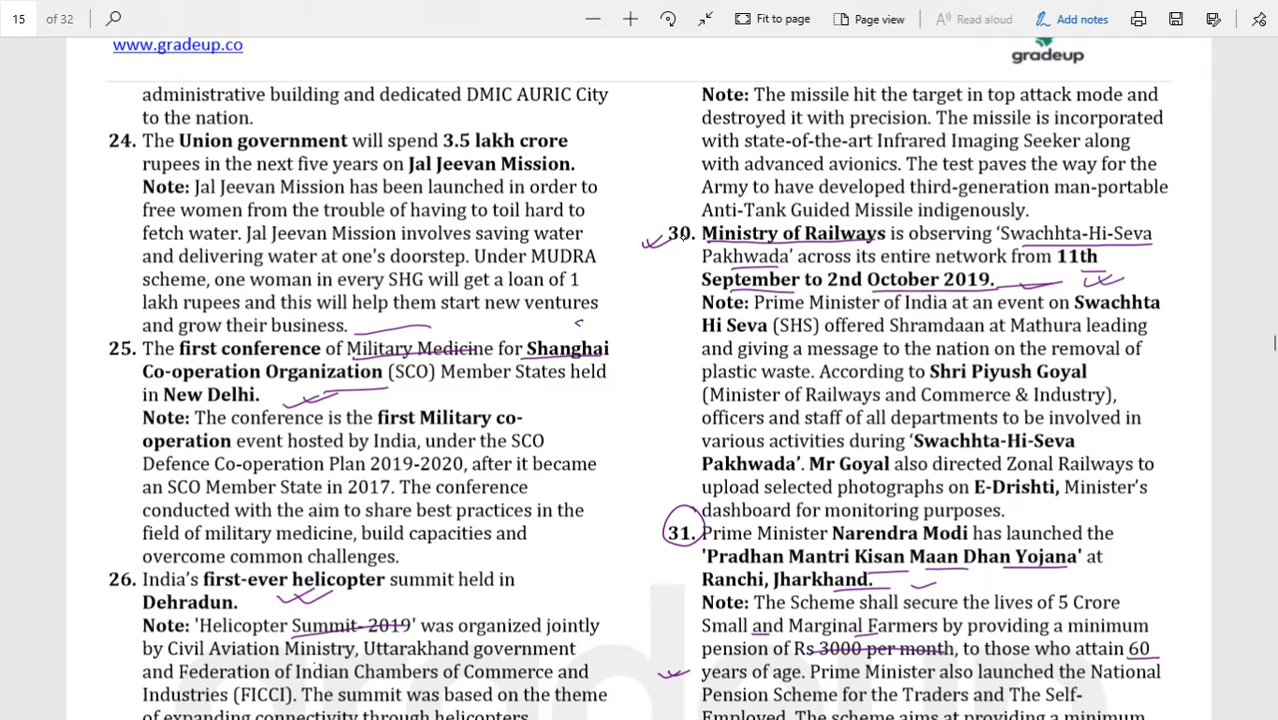 15 of 32 Fit to page Page view Read aloud Add notes
www.gradeup.co
gradeup
administrative building and dedicated DMIC AURIC City
to the nation.
24. The Union government will spend 3.5 lakh crore
rupees in the next five years on Jal Jeevan Mission.
Note: Jal Jeevan Mission has been launched in order to
free women from the trouble of having to toil hard to
fetch water. Jal Jeevan Mission involves saving water
and delivering water at one's doorstep. Under MUDRA
scheme, one woman in every SHG will get a loan of 1
lakh rupees and this will help them start new ventures
and grow their business.
25. The first conference of Military Medicine for Shanghai
Co-operation Organization (SCO) Member States held
in New Delhi.
Note: The conference is the first Military co-
operation event hosted by India, under the SCO
Defence Co-operation Plan 2019-2020, after it became
an SCO Member State in 2017. The conference
conducted with the aim to share best practices in the
field of military medicine, build capacities and
overcome common challenges.
26. India's first-ever helicopter summit held in
Dehradun.
Note: 'Helicopter Summit- 2019' was organized jointly
by Civil Aviation Ministry, Uttarakhand government
and Federation of Indian Chambers of Commerce and
Industries (FICCI). The summit was based on the theme
of expanding connectivity through helicopters
Note: The missile hit the target in top attack mode and
destroyed it with precision. The missile is incorporated
with state-of-the-art Infrared Imaging Seeker along
with advanced avionics. The test paves the way for the
Army to have developed third-generation man-portable
Anti-Tank Guided Missile indigenously.
30. Ministry of Railways is observing 'Swachhta-Hi-Seva
Pakhwada' across its entire network from 11th
September to 2nd October 2019.
Note: Prime Minister of India at an event on Swachhta
Hi Seva (SHS) offered Shramdaan at Mathura leading
and giving a message to the nation on the removal of
plastic waste. According to Shri Piyush Goyal
(Minister of Railways and Commerce & Industry),
officers and staff of all departments to be involved in
various activities during 'Swachhta-Hi-Seva
Pakhwada'. Mr Goyal also directed Zonal Railways to
upload selected photographs on E-Drishti, Minister's
dashboard for monitoring purposes.
31. Prime Minister Narendra Modi has launched the
'Pradhan Mantri Kisan Maan Dhan Yojana' at
Ranchi, Jharkhand.
Note: The Scheme shall secure the lives of 5 Crore
Small and Marginal Farmers by providing a minimum
pension of Rs 3000 per month, to those who attain 60
years of age. Prime Minister also launched the National
Pension Scheme for the Traders and The Self-
Employed. The scheme aims at providing a minimum